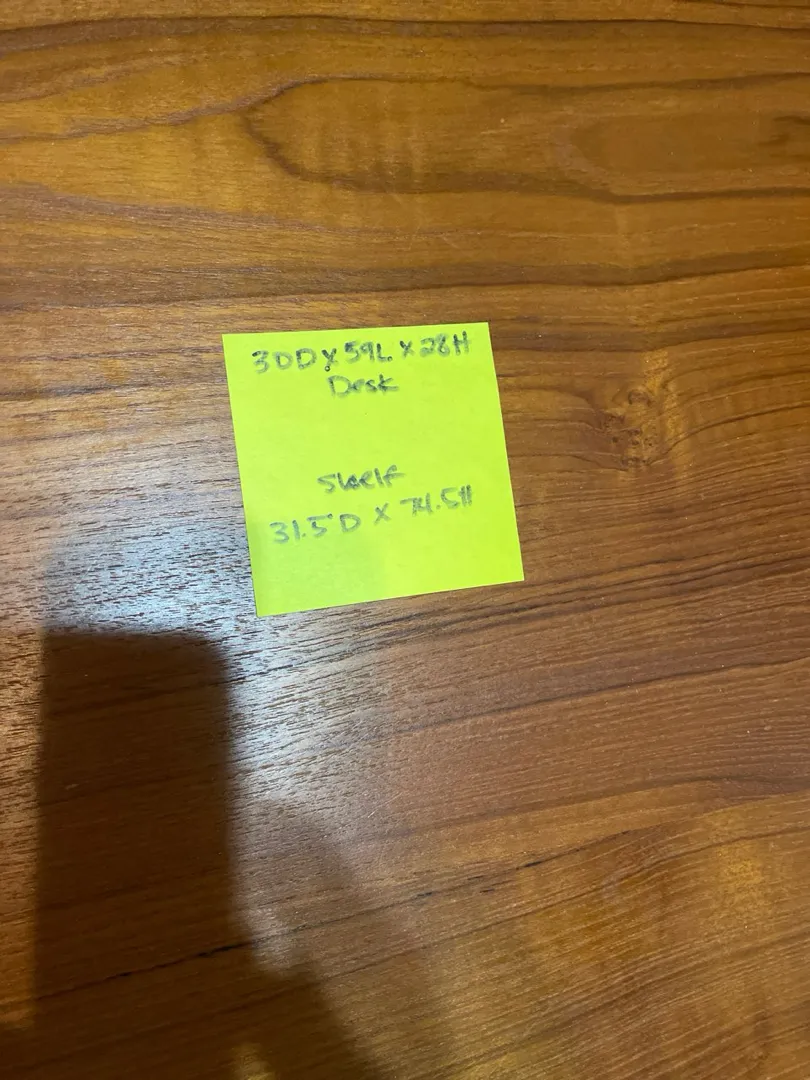 30D x 59L x 28H
Desk
Shelf
31.5D x 74.5H